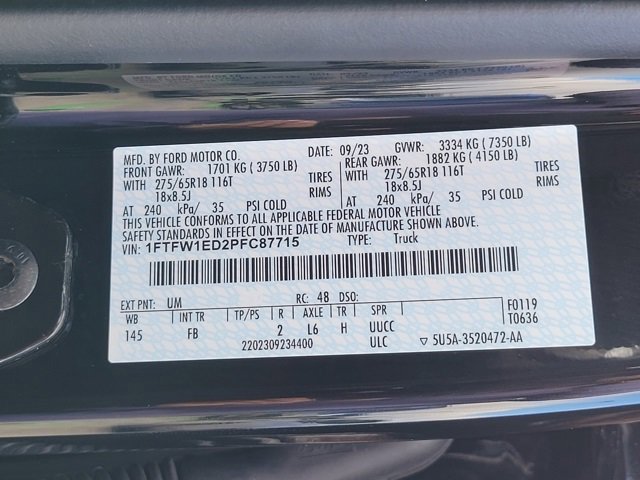 MFD. BY FORD MOTOR CO. DATE: 09/23 GVWR: 3334 KG ( 7350 LB)
FRONT GAWR: 1701 KG ( 3750 LB) REAR GAWR: 1882 KG ( 4150 LB)
WITH 275/65R18 116T TIRES WITH 275/65R18 116T TIRES
18x8.5J RIMS 18x8.5J RIMS
AT 240 kPa/ 35 PSI COLD AT 240 kPa/ 35 PSI COLD
THIS VEHICLE CONFORMS TO ALL APPLICABLE FEDERAL MOTOR VEHICLE
SAFETY STANDARDS IN EFFECT ON THE DATE OF MANUFACTURE SHOWN ABOVE.
VIN: 1FTFW1ED2PFC87715 TYPE: Truck
EXT PNT: UM RC: 48 DSO: F0119
WB INT TR TP/PS R AXLE TR SPR T0636
145 FB 2 L6 H UUCC
2202309234400 ULC ▽ 5U5A-3520472-AA